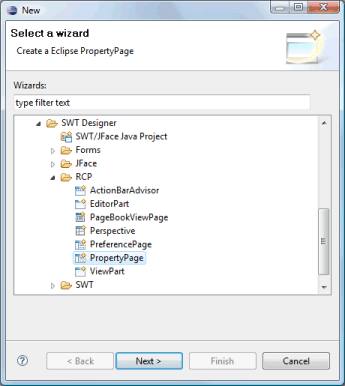 New
Select a wizard
Create a Eclipse PropertyPage
Wizards:
type filter text
SWT Designer
SWT/JFace Java Project
Forms
JFace
RCP
ActionBarAdvisor
EditorPart
PageBookViewPage
Perspective
PreferencePage
PropertyPage
ViewPart
SWT
? < Back Next > Finish Cancel